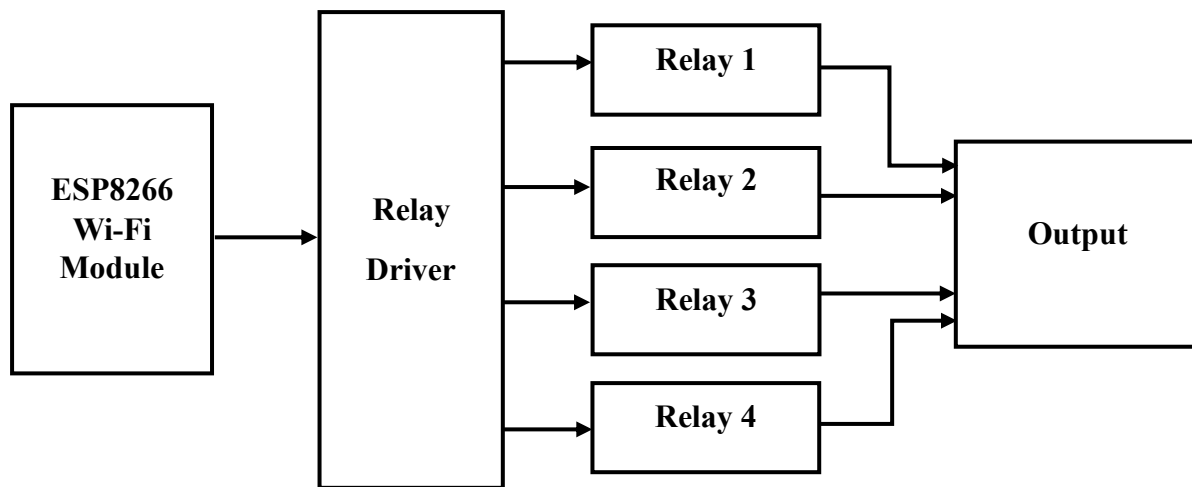 ESP8266
Wi-Fi
Module
Relay
Driver
Relay 1
Relay 2
Relay 3
Relay 4
Output